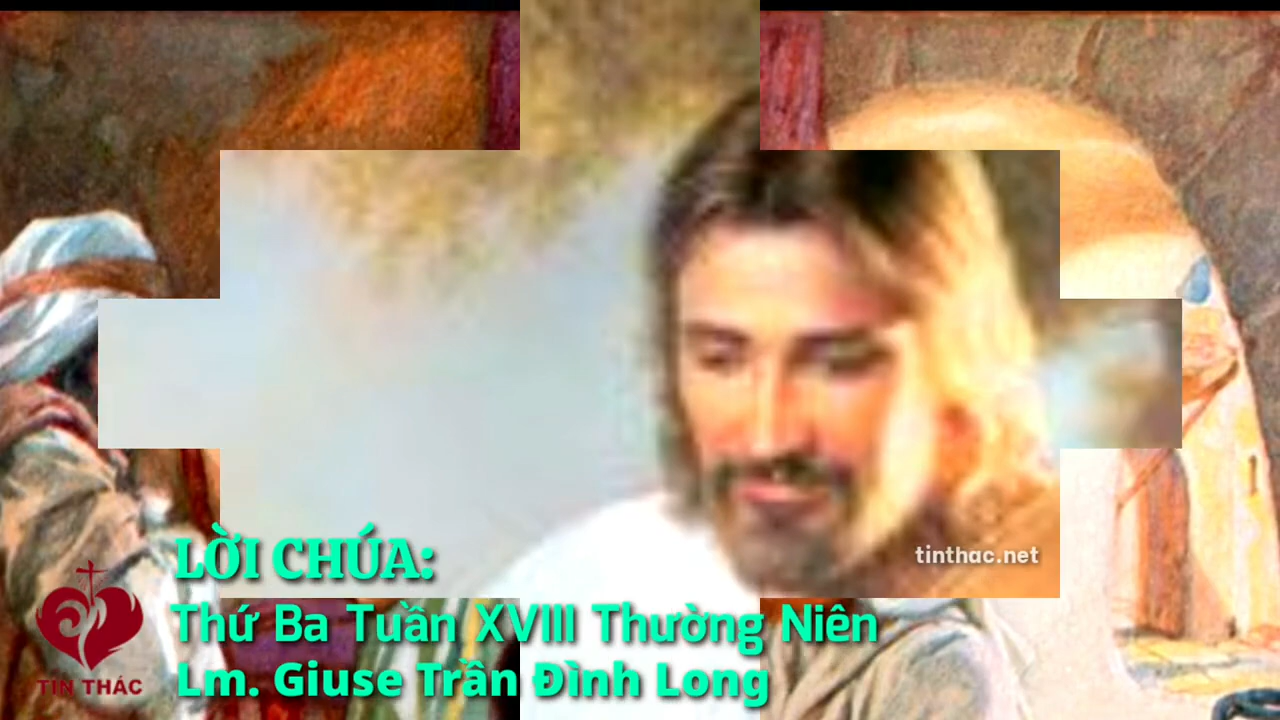 tinthac.net
LỜI CHÚA:
Thứ Ba Tuần XVIII Thường Niên
Lm. Giuse Trần Đình Long
TIN THÁC